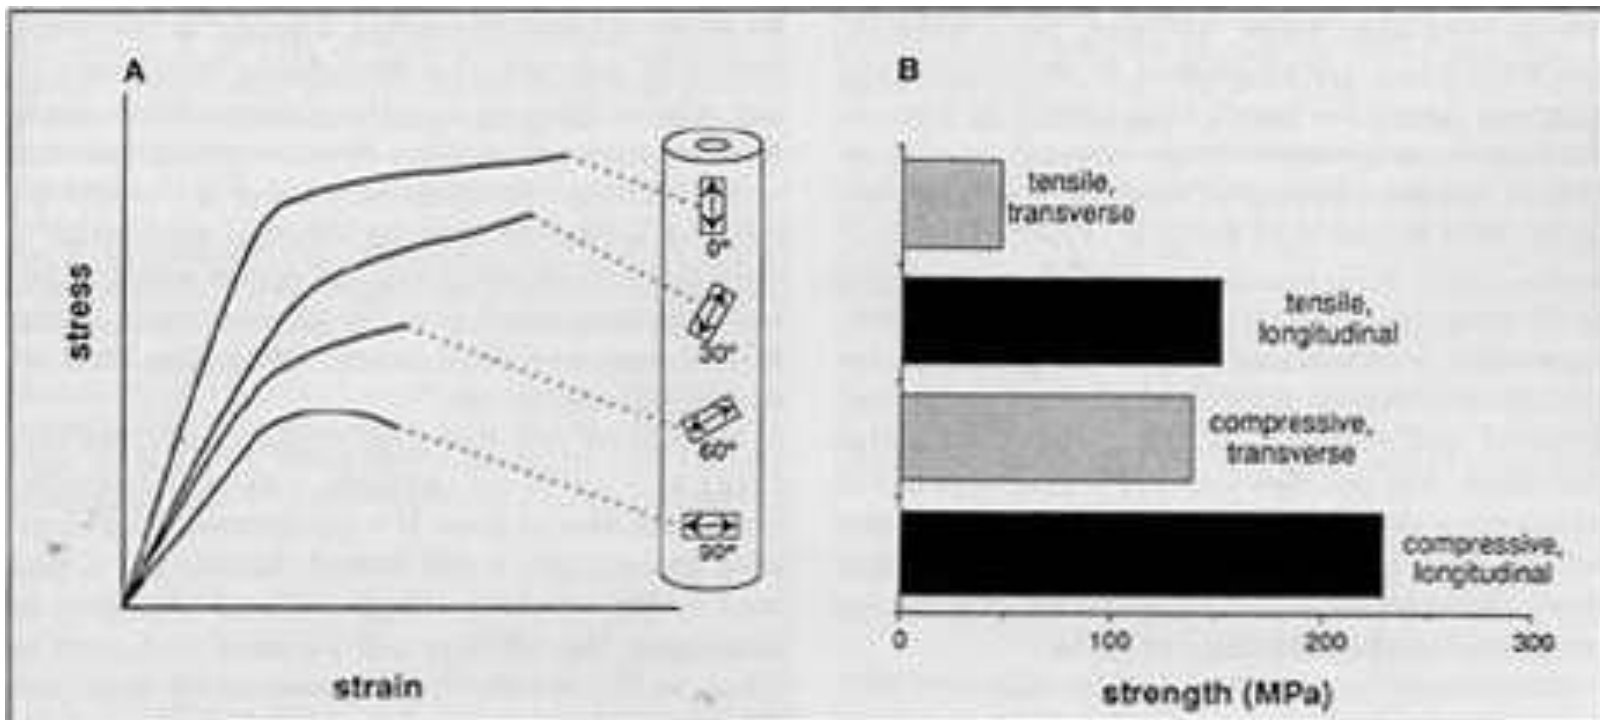 A
stress
strain
0°
30°
60°
90°
B
tensile,
transverse
tensile,
longitudinal
compressive,
transverse
compressive,
longitudinal
0
100
200
300
strength (MPa)